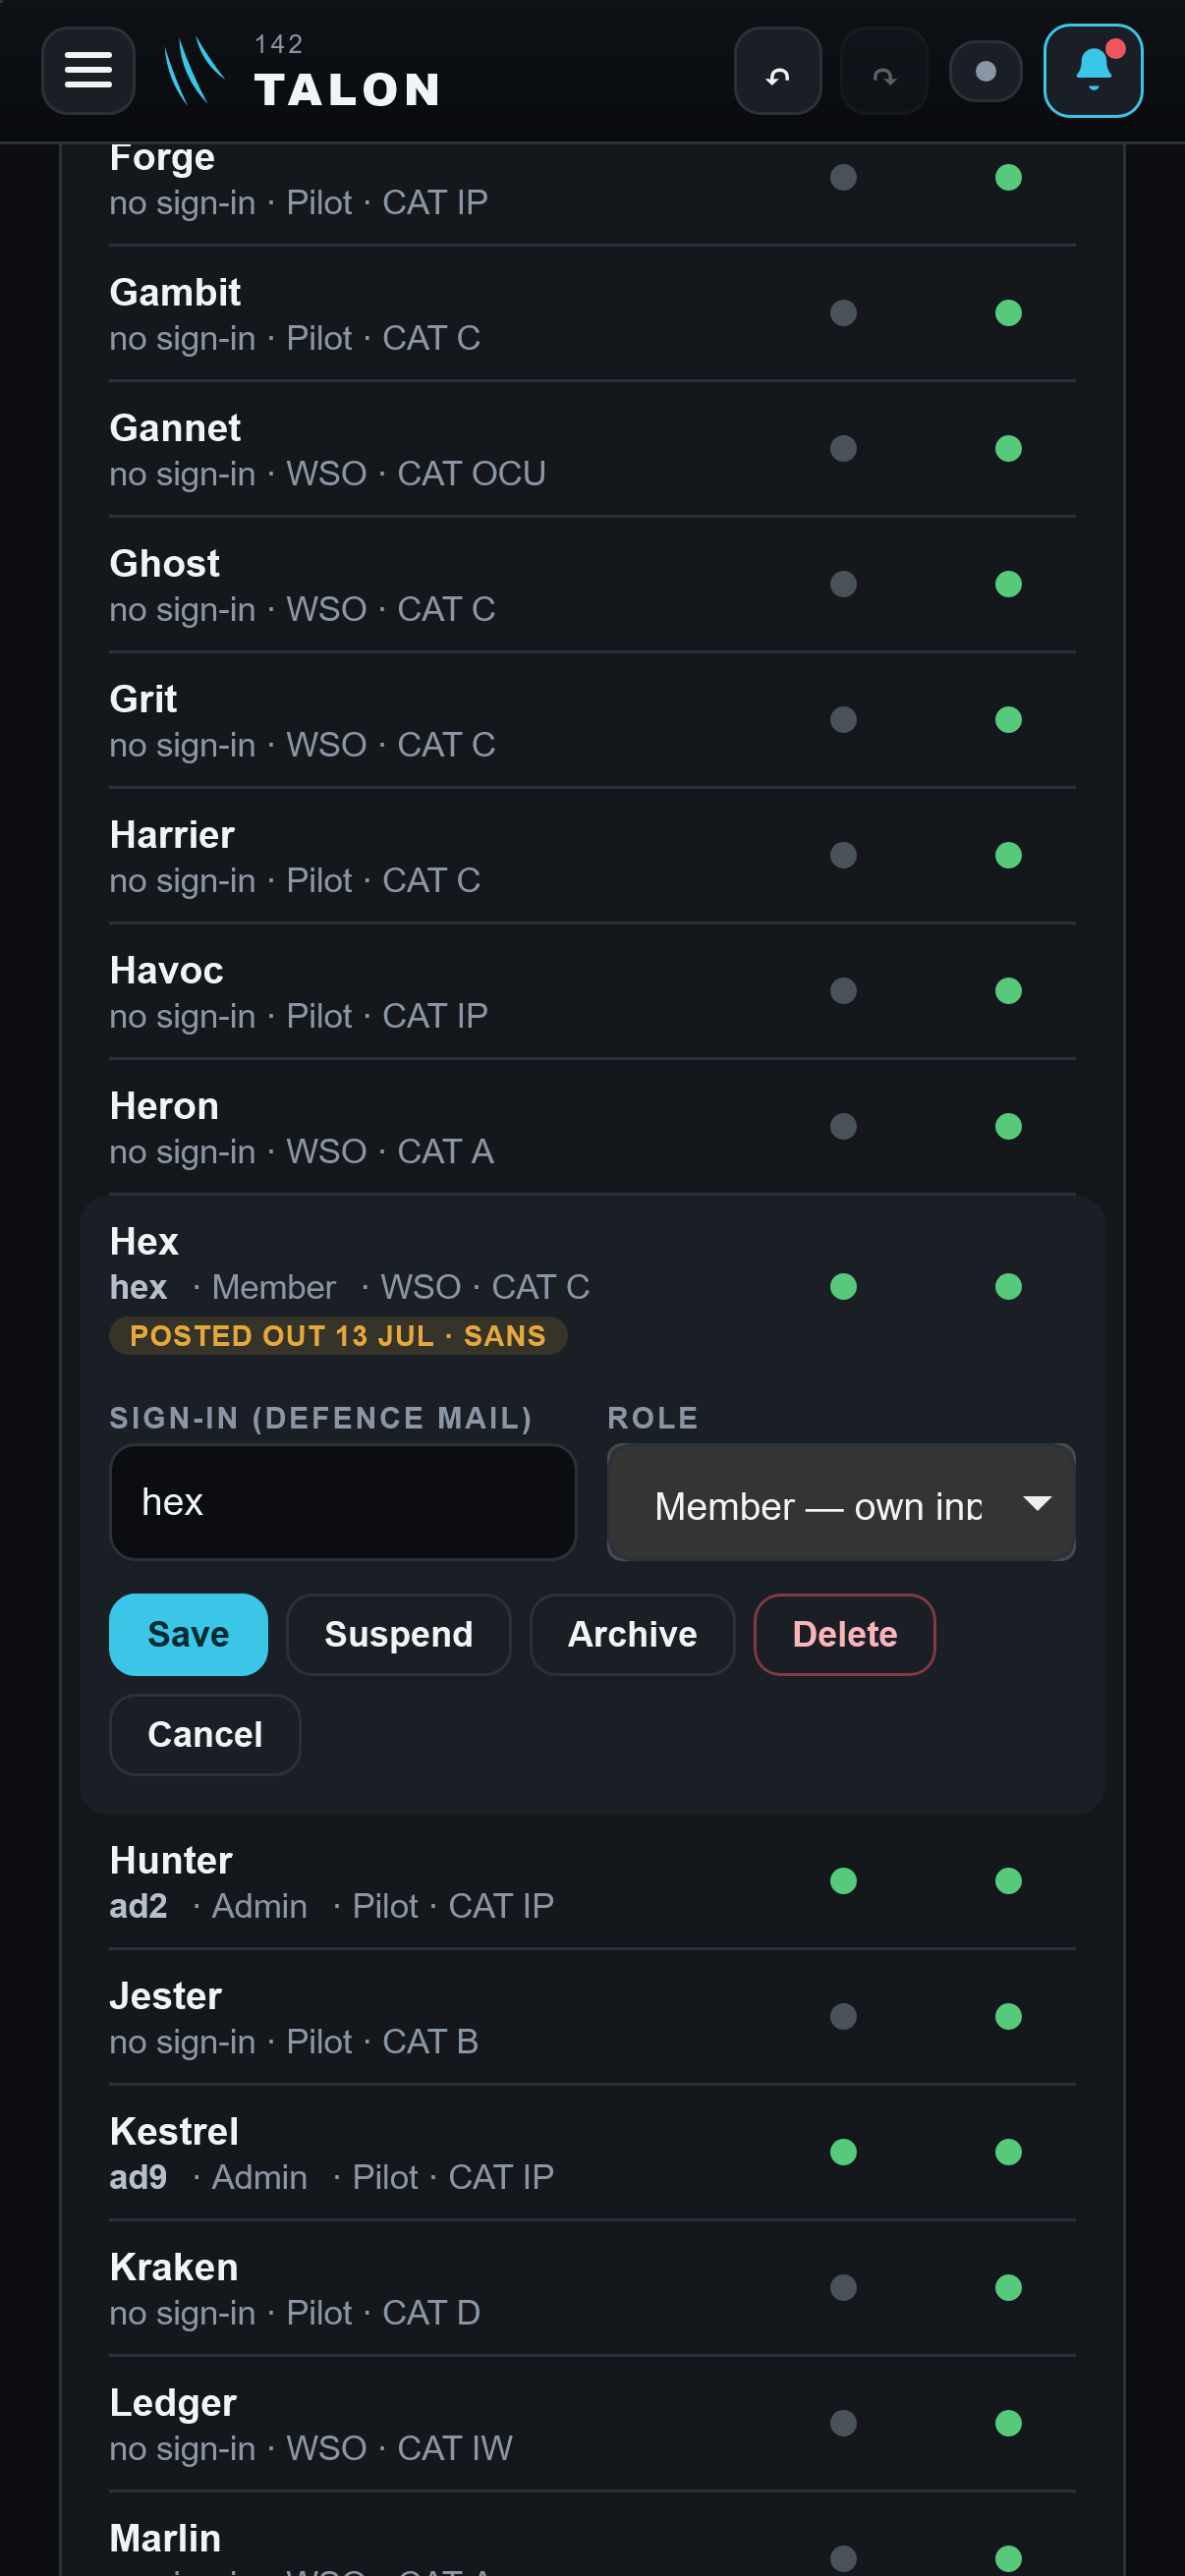 142
TALON
Forge
no sign-in · Pilot · CAT IP
Gambit
no sign-in · Pilot · CAT C
Gannet
no sign-in · WSO · CAT OCU
Ghost
no sign-in · WSO · CAT C
Grit
no sign-in · WSO · CAT C
Harrier
no sign-in · Pilot · CAT C
Havoc
no sign-in · Pilot · CAT IP
Heron
no sign-in · WSO · CAT A
Hex
hex · Member · WSO · CAT C
POSTED OUT 13 JUL · SANS
SIGN-IN (DEFENCE MAIL) ROLE
hex Member — own
Save Suspend Archive Delete
Cancel
Hunter
ad2 · Admin · Pilot · CAT IP
Jester
no sign-in · Pilot · CAT B
Kestrel
ad9 · Admin · Pilot · CAT IP
Kraken
no sign-in · Pilot · CAT D
Ledger
no sign-in · WSO · CAT IW
Marlin